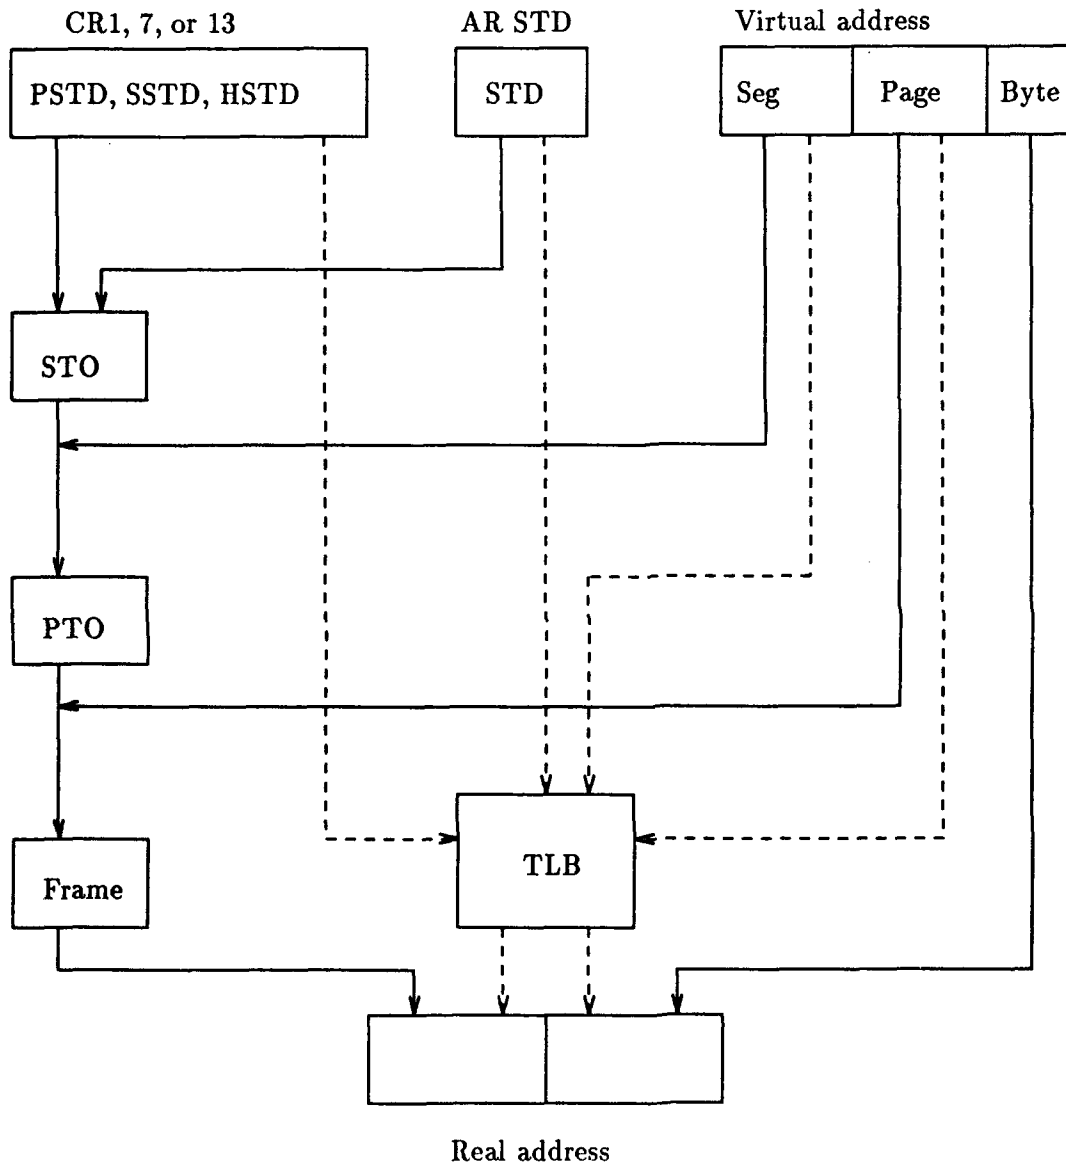 CR1, 7, or 13
AR STD
Virtual address
PSTD, SSTD, HSTD
STD
Seg
Page
Byte
STO
PTO
TLB
Frame
Real address